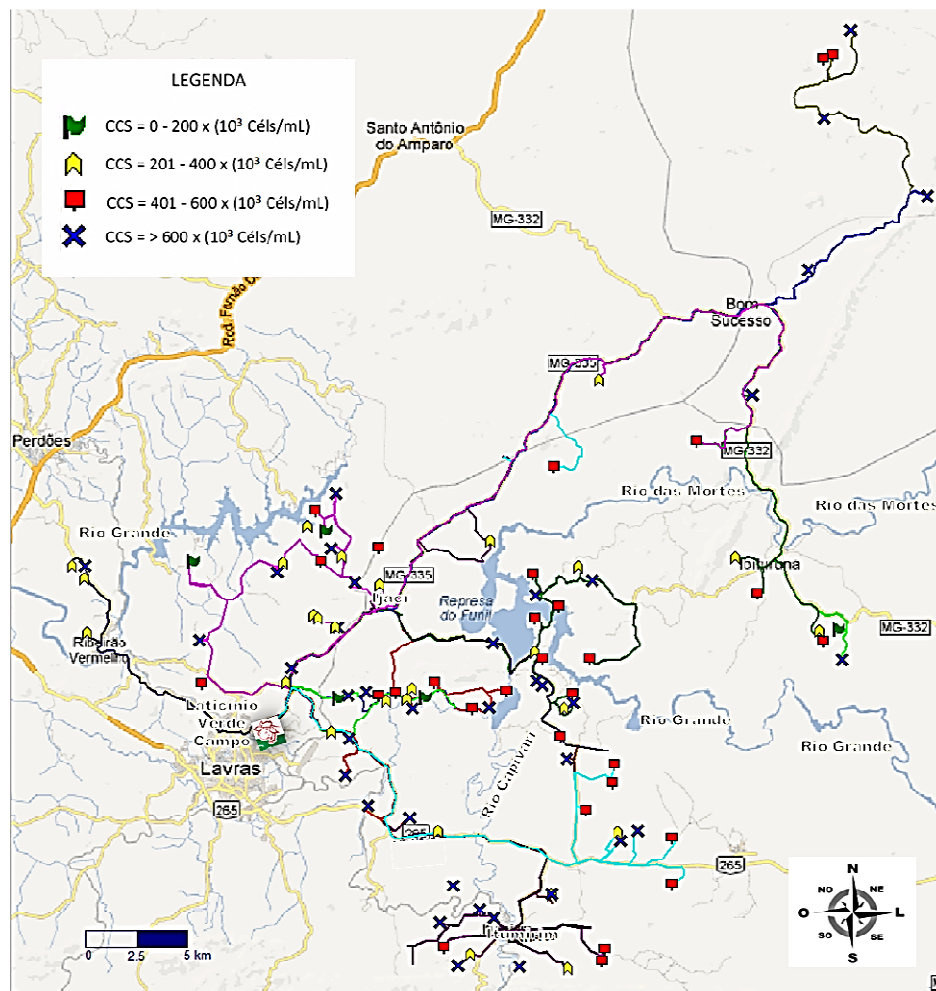 LEGENDA
CCS = 0 - 200 x (10³ Céls/mL)
CCS = 201 - 400 x (10³ Céls/mL)
CCS = 401 - 600 x (10³ Céls/mL)
CCS = > 600 x (10³ Céls/mL)
Santo Antônio
do Amparo
MG-332
Rod. Fernão D
Bom
Sucesso
MG-335
Perdões
MG-332
Rio das Mortes
Rio das Mortes
Rio Grande
Ibituruna
MG-335
Ijaci
Represa
do Funil
MG-332
Ribeirão
Vermelho
Laticínio
Verde
Campo
Rio Grande
Rio Grande
Lavras
Rio Capivari
265
265
265
Itumirim
0 2.5 5 km
N
NO NE
O L
SO SE
S